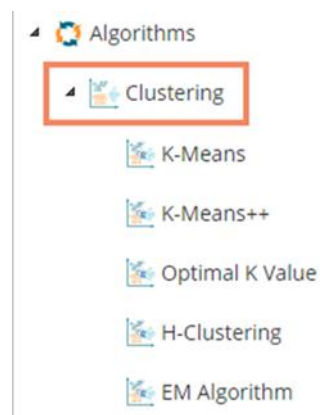 Algorithms
Clustering
K-Means
K-Means++
Optimal K Value
H-Clustering
EM Algorithm